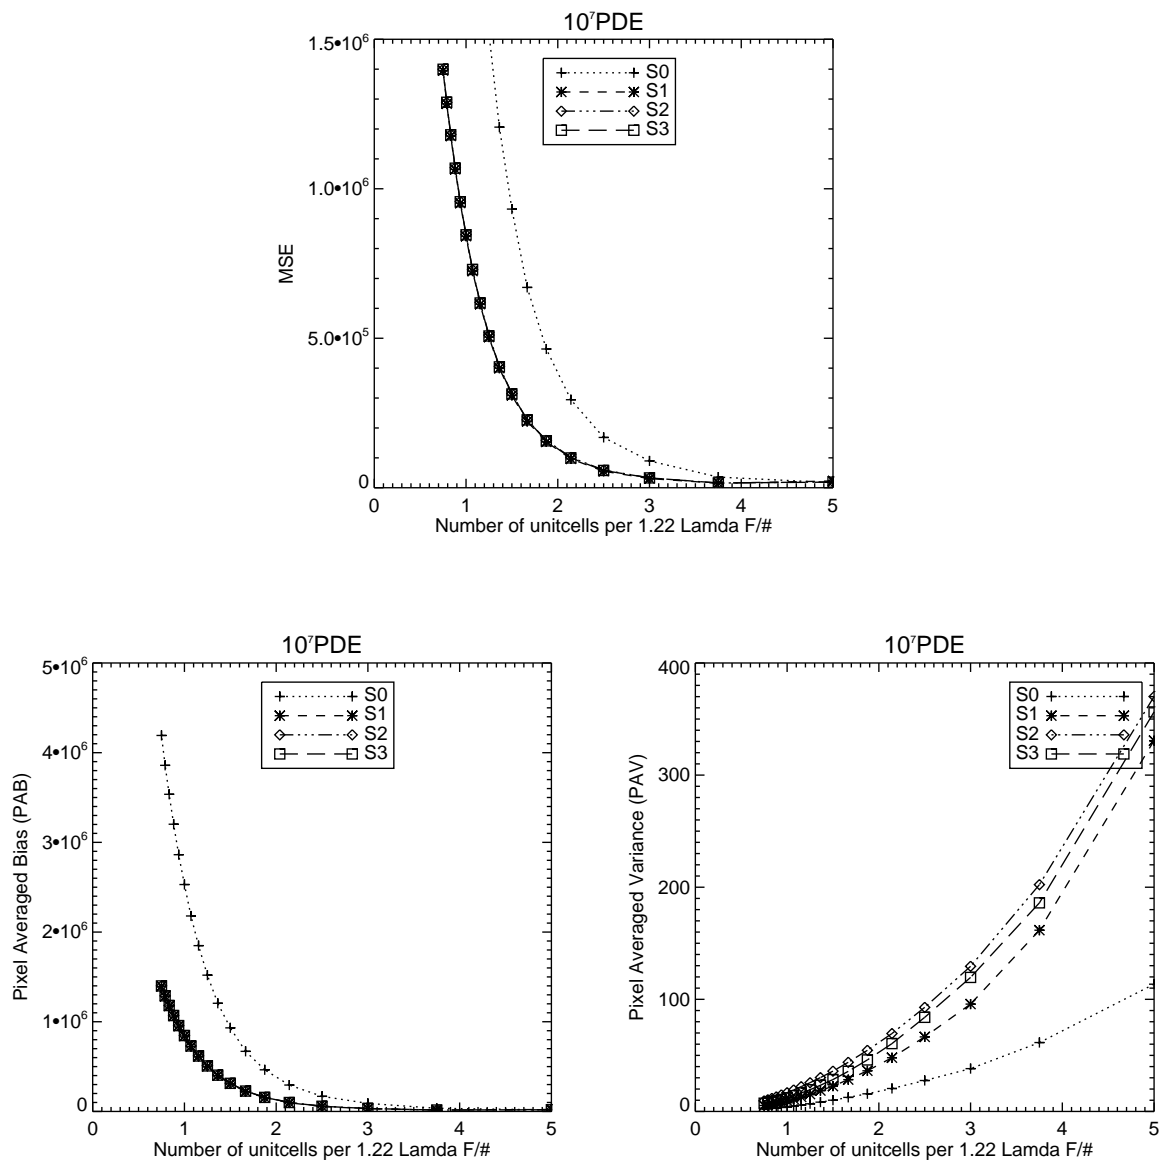 10⁷PDE
1.5•10⁶
1.0•10⁶
5.0•10⁵
0
MSE
S0
S1
S2
S3
0 1 2 3 4 5
Number of unitcells per 1.22 Lamda F/#
10⁷PDE
5•10⁶
4•10⁶
3•10⁶
2•10⁶
1•10⁶
0
Pixel Averaged Bias (PAB)
S0
S1
S2
S3
0 1 2 3 4 5
Number of unitcells per 1.22 Lamda F/#
10⁷PDE
400
300
200
100
0
Pixel Averaged Variance (PAV)
S0
S1
S2
S3
0 1 2 3 4 5
Number of unitcells per 1.22 Lamda F/#